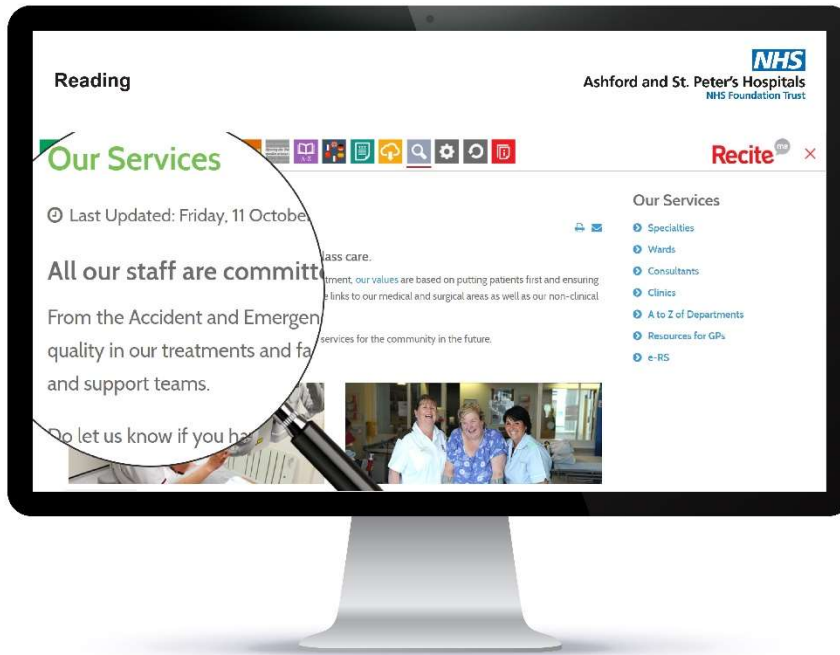 Reading
NHS
Ashford and St. Peter's Hospitals
NHS Foundation Trust
Recite me
Our Services
Last Updated: Friday, 11 October
All our staff are committe
From the Accident and Emergen
quality in our treatments and fa
and support teams.
Do let us know if you ha
lass care.
tment, our values are based on putting patients first and ensuring
e links to our medical and surgical areas as well as our non-clinical
services for the community in the future.
Our Services
Specialties
Wards
Consultants
Clinics
A to Z of Departments
Resources for GPs
e-RS